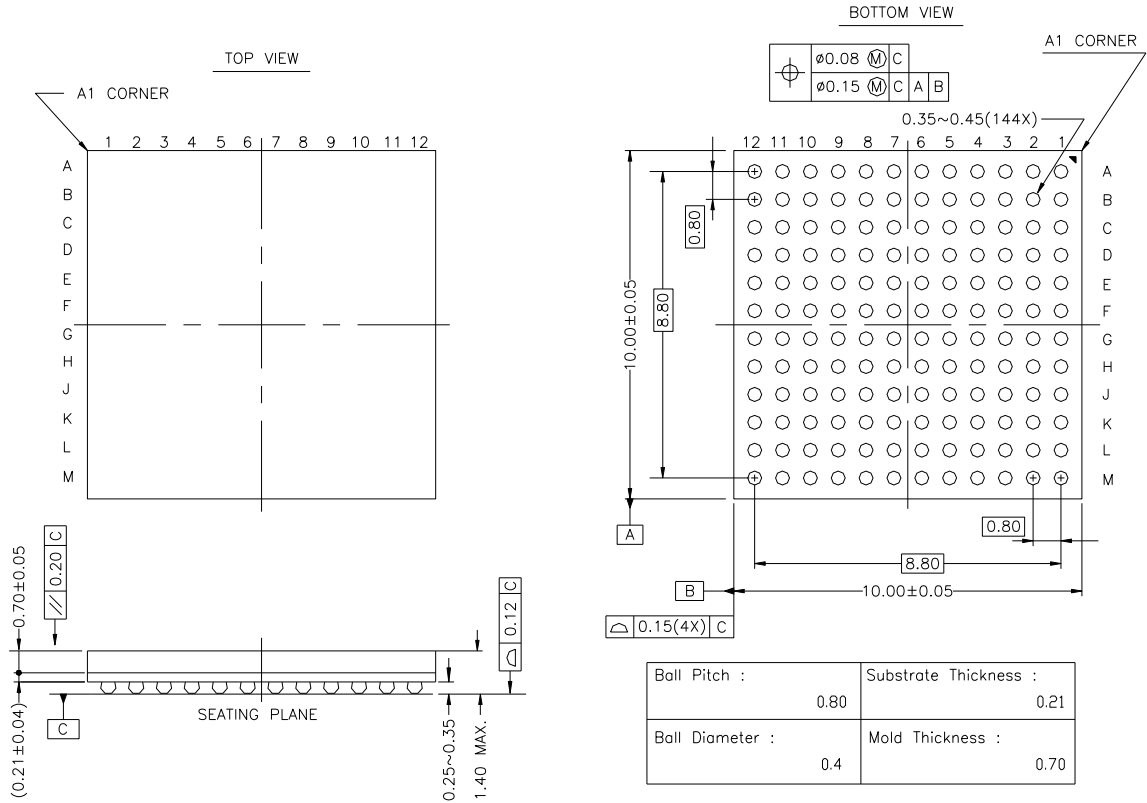 BOTTOM VIEW
A1 CORNER
⌖ ø0.08 Ⓜ C
ø0.15 Ⓜ C A B
0.35~0.45(144X)
TOP VIEW
A1 CORNER
1 2 3 4 5 6 7 8 9 10 11 12
A
B
C
D
E
F
G
H
J
K
L
M
12 11 10 9 8 7 6 5 4 3 2 1
A
B
C
D
E
F
G
H
J
K
L
M
0.80
8.80
10.00±0.05
A
0.80
8.80
B
10.00±0.05
⌓ 0.15(4X) C
0.70±0.05
// 0.20 C
(0.21±0.04)
C
SEATING PLANE
⌓ 0.12 C
0.25~0.35
1.40 MAX.
Ball Pitch : 0.80
Substrate Thickness : 0.21
Ball Diameter : 0.4
Mold Thickness : 0.70